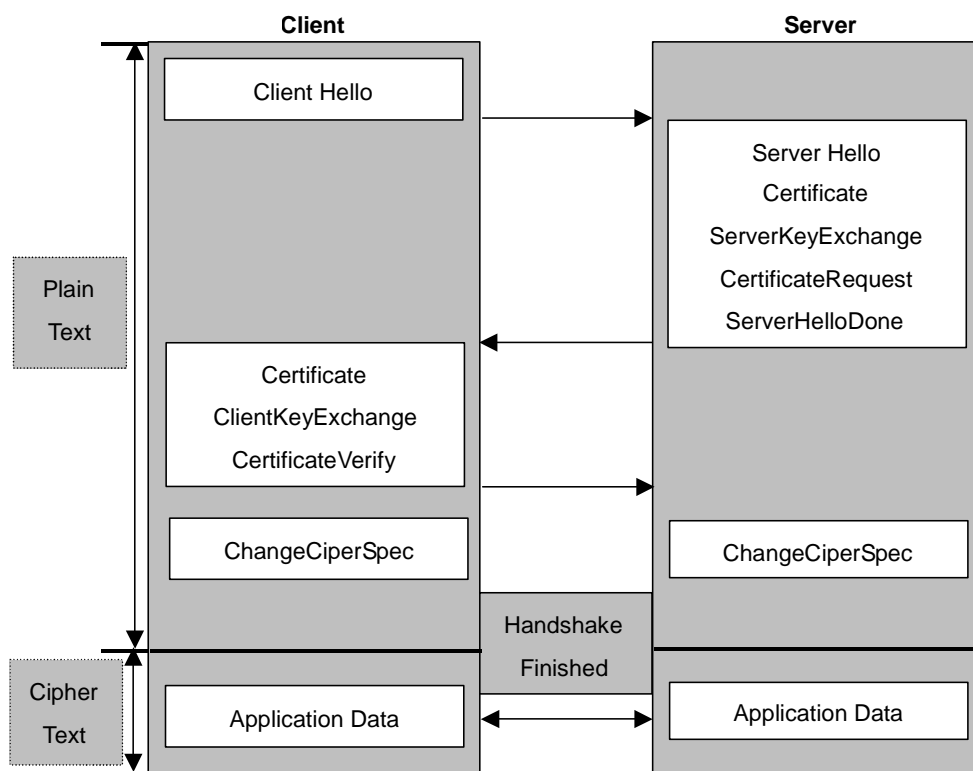 Client
Server
Client Hello
Server Hello
Certificate
ServerKeyExchange
CertificateRequest
ServerHelloDone
Plain
Text
Certificate
ClientKeyExchange
CertificateVerify
ChangeCiperSpec
ChangeCiperSpec
Handshake
Finished
Cipher
Text
Application Data
Application Data